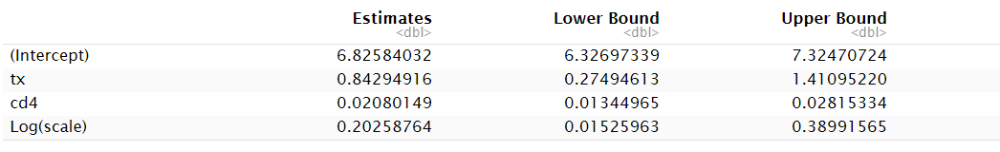 Estimates Lower Bound Upper Bound
<dbl> <dbl> <dbl>
(Intercept) 6.82584032 6.32697339 7.32470724
tx 0.84294916 0.27494613 1.41095220
cd4 0.02080149 0.01344965 0.02815334
Log(scale) 0.20258764 0.01525963 0.38991565